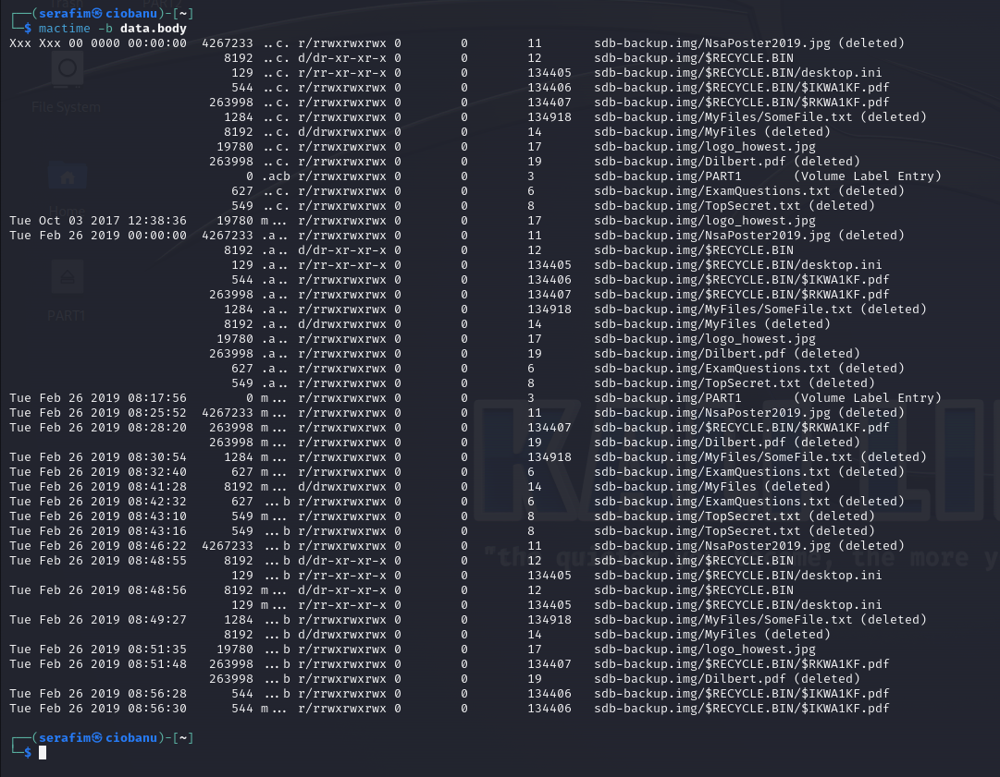 ┌──(serafim㉿ciobanu)-[~]
└─$ mactime -b data.body
Xxx Xxx 00 0000 00:00:00  4267233 ..c. r/rrwxrwxrwx 0        0        11       sdb-backup.img/NsaPoster2019.jpg (deleted)
                             8192 ..c. d/dr-xr-xr-x 0        0        12       sdb-backup.img/$RECYCLE.BIN
                              129 ..c. r/rr-xr-xr-x 0        0        134405   sdb-backup.img/$RECYCLE.BIN/desktop.ini
                              544 ..c. r/rrwxrwxrwx 0        0        134406   sdb-backup.img/$RECYCLE.BIN/$IKWA1KF.pdf
                           263998 ..c. r/rrwxrwxrwx 0        0        134407   sdb-backup.img/$RECYCLE.BIN/$RKWA1KF.pdf
                             1284 ..c. r/rrwxrwxrwx 0        0        134918   sdb-backup.img/MyFiles/SomeFile.txt (deleted)
                             8192 ..c. d/drwxrwxrwx 0        0        14       sdb-backup.img/MyFiles (deleted)
                            19780 ..c. r/rrwxrwxrwx 0        0        17       sdb-backup.img/logo_howest.jpg
                           263998 ..c. r/rrwxrwxrwx 0        0        19       sdb-backup.img/Dilbert.pdf (deleted)
                                0 .acb r/rrwxrwxrwx 0        0        3        sdb-backup.img/PART1       (Volume Label Entry)
                              627 ..c. r/rrwxrwxrwx 0        0        6        sdb-backup.img/ExamQuestions.txt (deleted)
                              549 ..c. r/rrwxrwxrwx 0        0        8        sdb-backup.img/TopSecret.txt (deleted)
Tue Oct 03 2017 12:38:36    19780 m... r/rrwxrwxrwx 0        0        17       sdb-backup.img/logo_howest.jpg
Tue Feb 26 2019 00:00:00  4267233 .a.. r/rrwxrwxrwx 0        0        11       sdb-backup.img/NsaPoster2019.jpg (deleted)
                             8192 .a.. d/dr-xr-xr-x 0        0        12       sdb-backup.img/$RECYCLE.BIN
                              129 .a.. r/rr-xr-xr-x 0        0        134405   sdb-backup.img/$RECYCLE.BIN/desktop.ini
                              544 .a.. r/rrwxrwxrwx 0        0        134406   sdb-backup.img/$RECYCLE.BIN/$IKWA1KF.pdf
                           263998 .a.. r/rrwxrwxrwx 0        0        134407   sdb-backup.img/$RECYCLE.BIN/$RKWA1KF.pdf
                             1284 .a.. r/rrwxrwxrwx 0        0        134918   sdb-backup.img/MyFiles/SomeFile.txt (deleted)
                             8192 .a.. d/drwxrwxrwx 0        0        14       sdb-backup.img/MyFiles (deleted)
                            19780 .a.. r/rrwxrwxrwx 0        0        17       sdb-backup.img/logo_howest.jpg
                           263998 .a.. r/rrwxrwxrwx 0        0        19       sdb-backup.img/Dilbert.pdf (deleted)
                              627 .a.. r/rrwxrwxrwx 0        0        6        sdb-backup.img/ExamQuestions.txt (deleted)
                              549 .a.. r/rrwxrwxrwx 0        0        8        sdb-backup.img/TopSecret.txt (deleted)
Tue Feb 26 2019 08:17:56        0 m... r/rrwxrwxrwx 0        0        3        sdb-backup.img/PART1       (Volume Label Entry)
Tue Feb 26 2019 08:25:52  4267233 m... r/rrwxrwxrwx 0        0        11       sdb-backup.img/NsaPoster2019.jpg (deleted)
Tue Feb 26 2019 08:28:20   263998 m... r/rrwxrwxrwx 0        0        134407   sdb-backup.img/$RECYCLE.BIN/$RKWA1KF.pdf
                           263998 m... r/rrwxrwxrwx 0        0        19       sdb-backup.img/Dilbert.pdf (deleted)
Tue Feb 26 2019 08:30:54     1284 m... r/rrwxrwxrwx 0        0        134918   sdb-backup.img/MyFiles/SomeFile.txt (deleted)
Tue Feb 26 2019 08:32:40      627 m... r/rrwxrwxrwx 0        0        6        sdb-backup.img/ExamQuestions.txt (deleted)
Tue Feb 26 2019 08:41:28     8192 m... d/drwxrwxrwx 0        0        14       sdb-backup.img/MyFiles (deleted)
Tue Feb 26 2019 08:42:32      627 ...b r/rrwxrwxrwx 0        0        6        sdb-backup.img/ExamQuestions.txt (deleted)
Tue Feb 26 2019 08:43:10      549 m... r/rrwxrwxrwx 0        0        8        sdb-backup.img/TopSecret.txt (deleted)
Tue Feb 26 2019 08:43:16      549 ...b r/rrwxrwxrwx 0        0        8        sdb-backup.img/TopSecret.txt (deleted)
Tue Feb 26 2019 08:46:22  4267233 ...b r/rrwxrwxrwx 0        0        11       sdb-backup.img/NsaPoster2019.jpg (deleted)
Tue Feb 26 2019 08:48:55     8192 ...b d/dr-xr-xr-x 0        0        12       sdb-backup.img/$RECYCLE.BIN
                              129 ...b r/rr-xr-xr-x 0        0        134405   sdb-backup.img/$RECYCLE.BIN/desktop.ini
Tue Feb 26 2019 08:48:56     8192 m... d/dr-xr-xr-x 0        0        12       sdb-backup.img/$RECYCLE.BIN
                              129 m... r/rr-xr-xr-x 0        0        134405   sdb-backup.img/$RECYCLE.BIN/desktop.ini
Tue Feb 26 2019 08:49:27     1284 ...b r/rrwxrwxrwx 0        0        134918   sdb-backup.img/MyFiles/SomeFile.txt (deleted)
                             8192 ...b d/drwxrwxrwx 0        0        14       sdb-backup.img/MyFiles (deleted)
Tue Feb 26 2019 08:51:35    19780 ...b r/rrwxrwxrwx 0        0        17       sdb-backup.img/logo_howest.jpg
Tue Feb 26 2019 08:51:48   263998 ...b r/rrwxrwxrwx 0        0        134407   sdb-backup.img/$RECYCLE.BIN/$RKWA1KF.pdf
                           263998 ...b r/rrwxrwxrwx 0        0        19       sdb-backup.img/Dilbert.pdf (deleted)
Tue Feb 26 2019 08:56:28      544 ...b r/rrwxrwxrwx 0        0        134406   sdb-backup.img/$RECYCLE.BIN/$IKWA1KF.pdf
Tue Feb 26 2019 08:56:30      544 m... r/rrwxrwxrwx 0        0        134406   sdb-backup.img/$RECYCLE.BIN/$IKWA1KF.pdf
┌──(serafim㉿ciobanu)-[~]
└─$
File System
Home
PART1